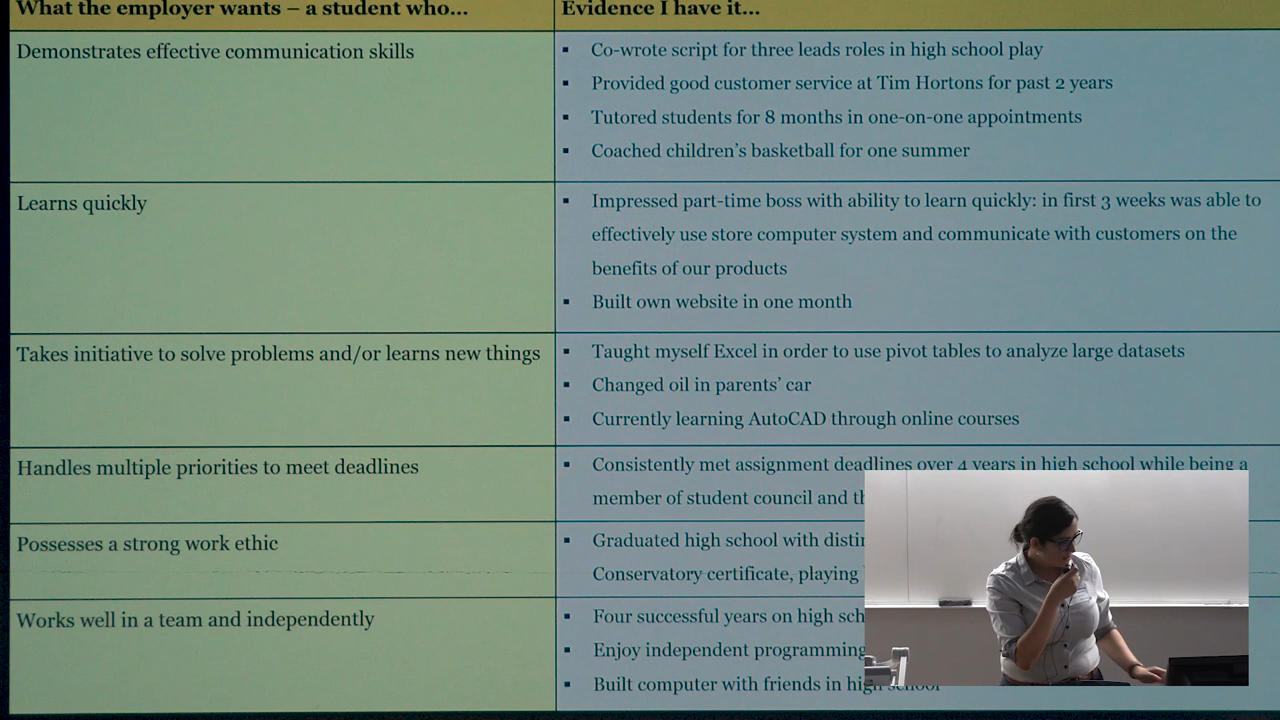 What the employer wants – a student who...
Evidence I have it...
Demonstrates effective communication skills
▪ Co-wrote script for three leads roles in high school play
▪ Provided good customer service at Tim Hortons for past 2 years
▪ Tutored students for 8 months in one-on-one appointments
▪ Coached children's basketball for one summer
Learns quickly
▪ Impressed part-time boss with ability to learn quickly: in first 3 weeks was able to
effectively use store computer system and communicate with customers on the
benefits of our products
▪ Built own website in one month
Takes initiative to solve problems and/or learns new things
▪ Taught myself Excel in order to use pivot tables to analyze large datasets
▪ Changed oil in parents' car
▪ Currently learning AutoCAD through online courses
Handles multiple priorities to meet deadlines
▪ Consistently met assignment deadlines over 4 years in high school while being a
member of student council and
Possesses a strong work ethic
▪ Graduated high school with
Conservatory certificate, playing
Works well in a team and independently
▪ Four successful years on high
▪ Enjoy independent programming
▪ Built computer with friends in high school